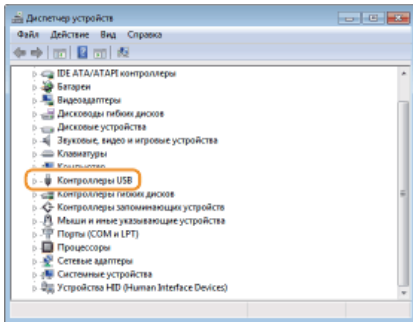 Диспетчер устройств
Файл Действие Вид Справка
IDE ATA/ATAPI контроллеры
Батареи
Видеоадаптеры
Дисководы гибких дисков
Дисковые устройства
Звуковые, видео и игровые устройства
Клавиатуры
Компьютер
Контроллеры USB
Контроллеры гибких дисков
Контроллеры запоминающих устройств
Мыши и иные указывающие устройства
Порты (COM и LPT)
Процессоры
Сетевые адаптеры
Системные устройства
Устройства HID (Human Interface Devices)